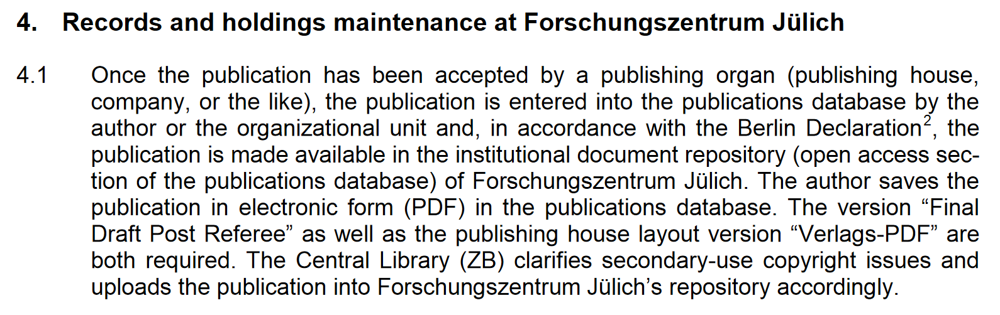 4. Records and holdings maintenance at Forschungszentrum Jülich
4.1 Once the publication has been accepted by a publishing organ (publishing house,
company, or the like), the publication is entered into the publications database by the
author or the organizational unit and, in accordance with the Berlin Declaration², the
publication is made available in the institutional document repository (open access sec-
tion of the publications database) of Forschungszentrum Jülich. The author saves the
publication in electronic form (PDF) in the publications database. The version “Final
Draft Post Referee” as well as the publishing house layout version “Verlags-PDF” are
both required. The Central Library (ZB) clarifies secondary-use copyright issues and
uploads the publication into Forschungszentrum Jülich’s repository accordingly.